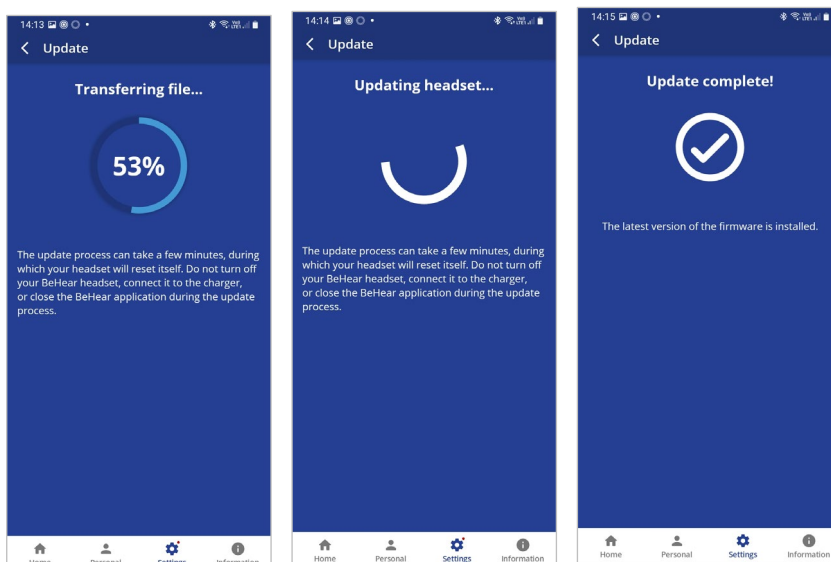 14:13
Update
Transferring file...
53%
The update process can take a few minutes, during
which your headset will reset itself. Do not turn off
your BeHear headset, connect it to the charger,
or close the BeHear application during the update
process.
Home Personal Settings Information
14:14
Update
Updating headset...
The update process can take a few minutes, during
which your headset will reset itself. Do not turn off
your BeHear headset, connect it to the charger,
or close the BeHear application during the update
process.
Home Personal Settings Information
14:15
Update
Update complete!
The latest version of the firmware is installed.
Home Personal Settings Information